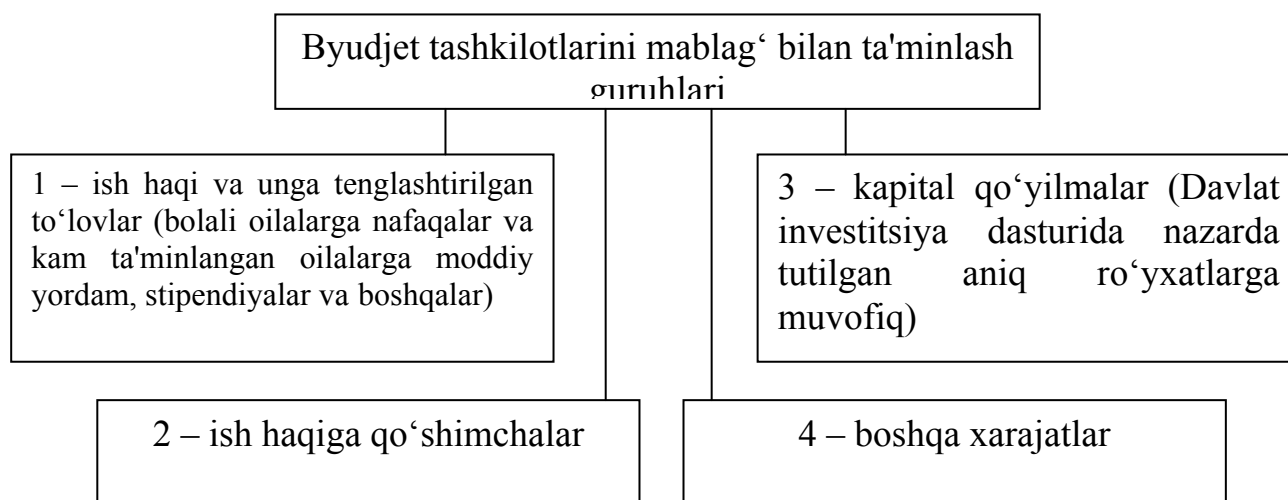 Byudjet tashkilotlarini mablag‘ bilan ta'minlash
guruhlari
1 – ish haqi va unga tenglashtirilgan
to‘lovlar (bolali oilalarga nafaqalar va
kam ta'minlangan oilalarga moddiy
yordam, stipendiyalar va boshqalar)
3 – kapital qo‘yilmalar (Davlat
investitsiya dasturida nazarda
tutilgan aniq ro‘yxatlarga
muvofiq)
2 – ish haqiga qo‘shimchalar
4 – boshqa xarajatlar